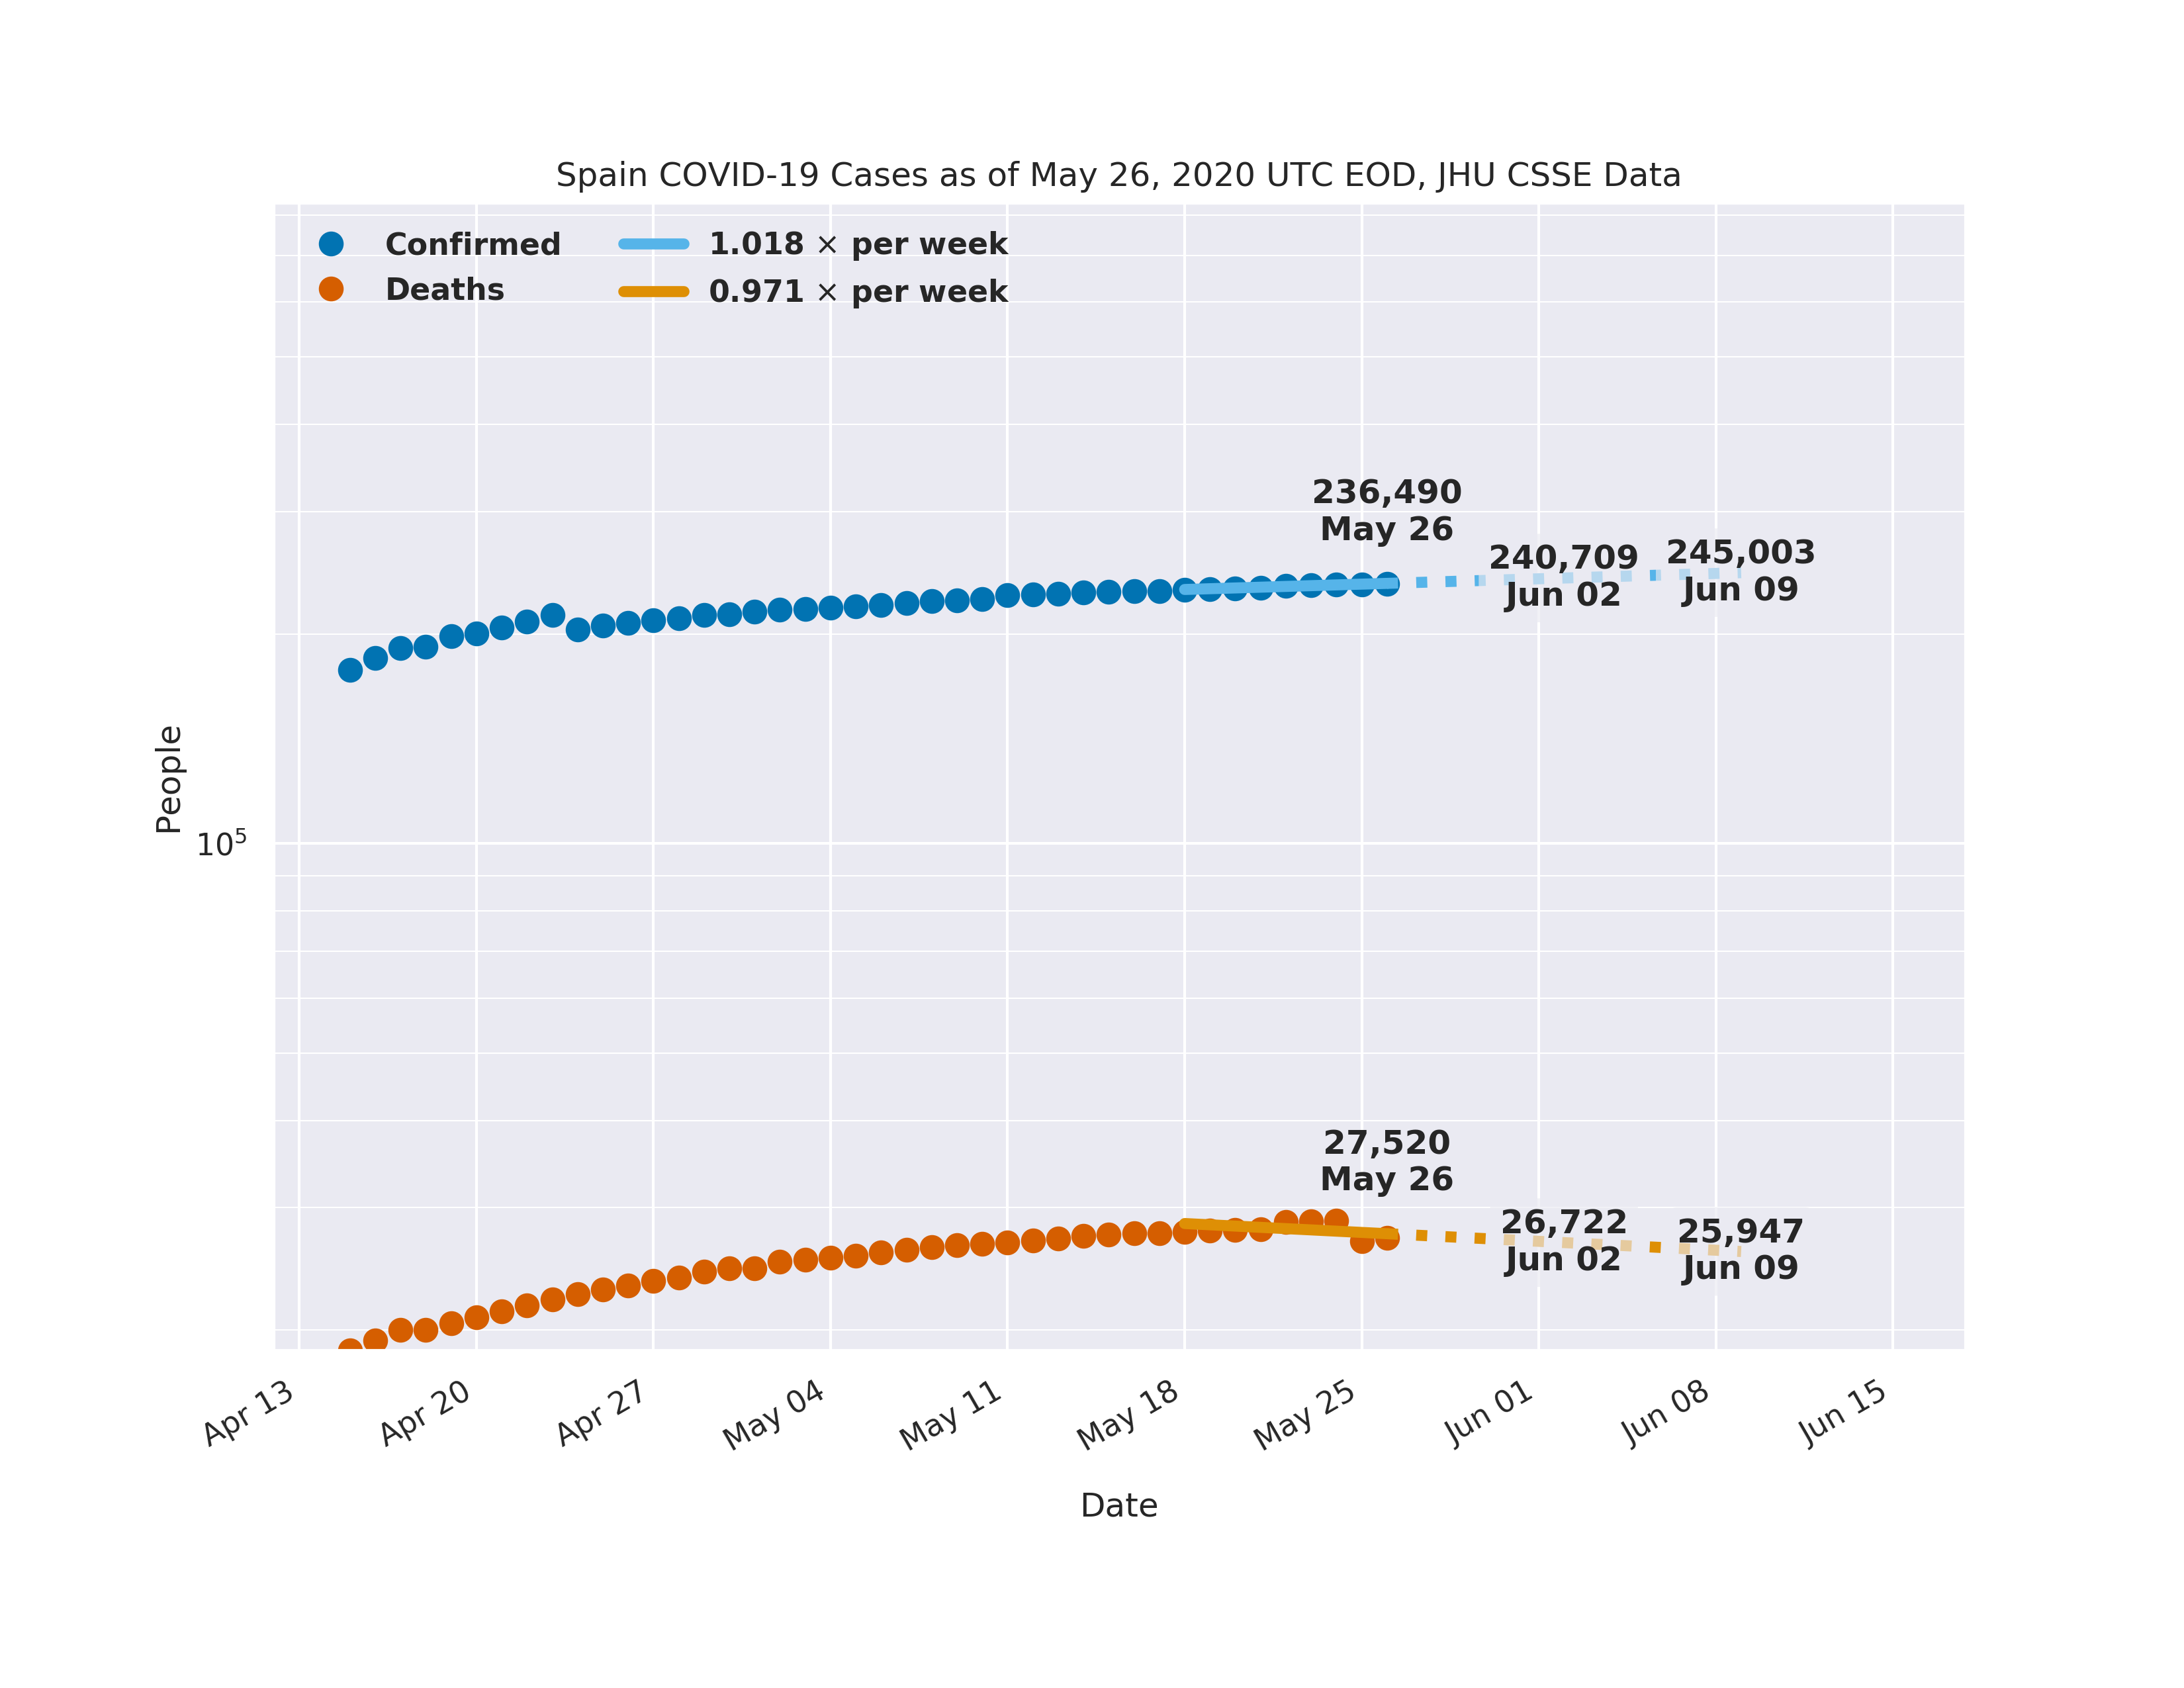 Spain COVID-19 Cases as of May 26, 2020 UTC EOD, JHU CSSE Data
Confirmed
Deaths
1.018 × per week
0.971 × per week
236,490
May 26
240,709
Jun 02
245,003
Jun 09
People
10⁵
27,520
May 26
26,722
Jun 02
25,947
Jun 09
Apr 13
Apr 20
Apr 27
May 04
May 11
May 18
May 25
Jun 01
Jun 08
Jun 15
Date